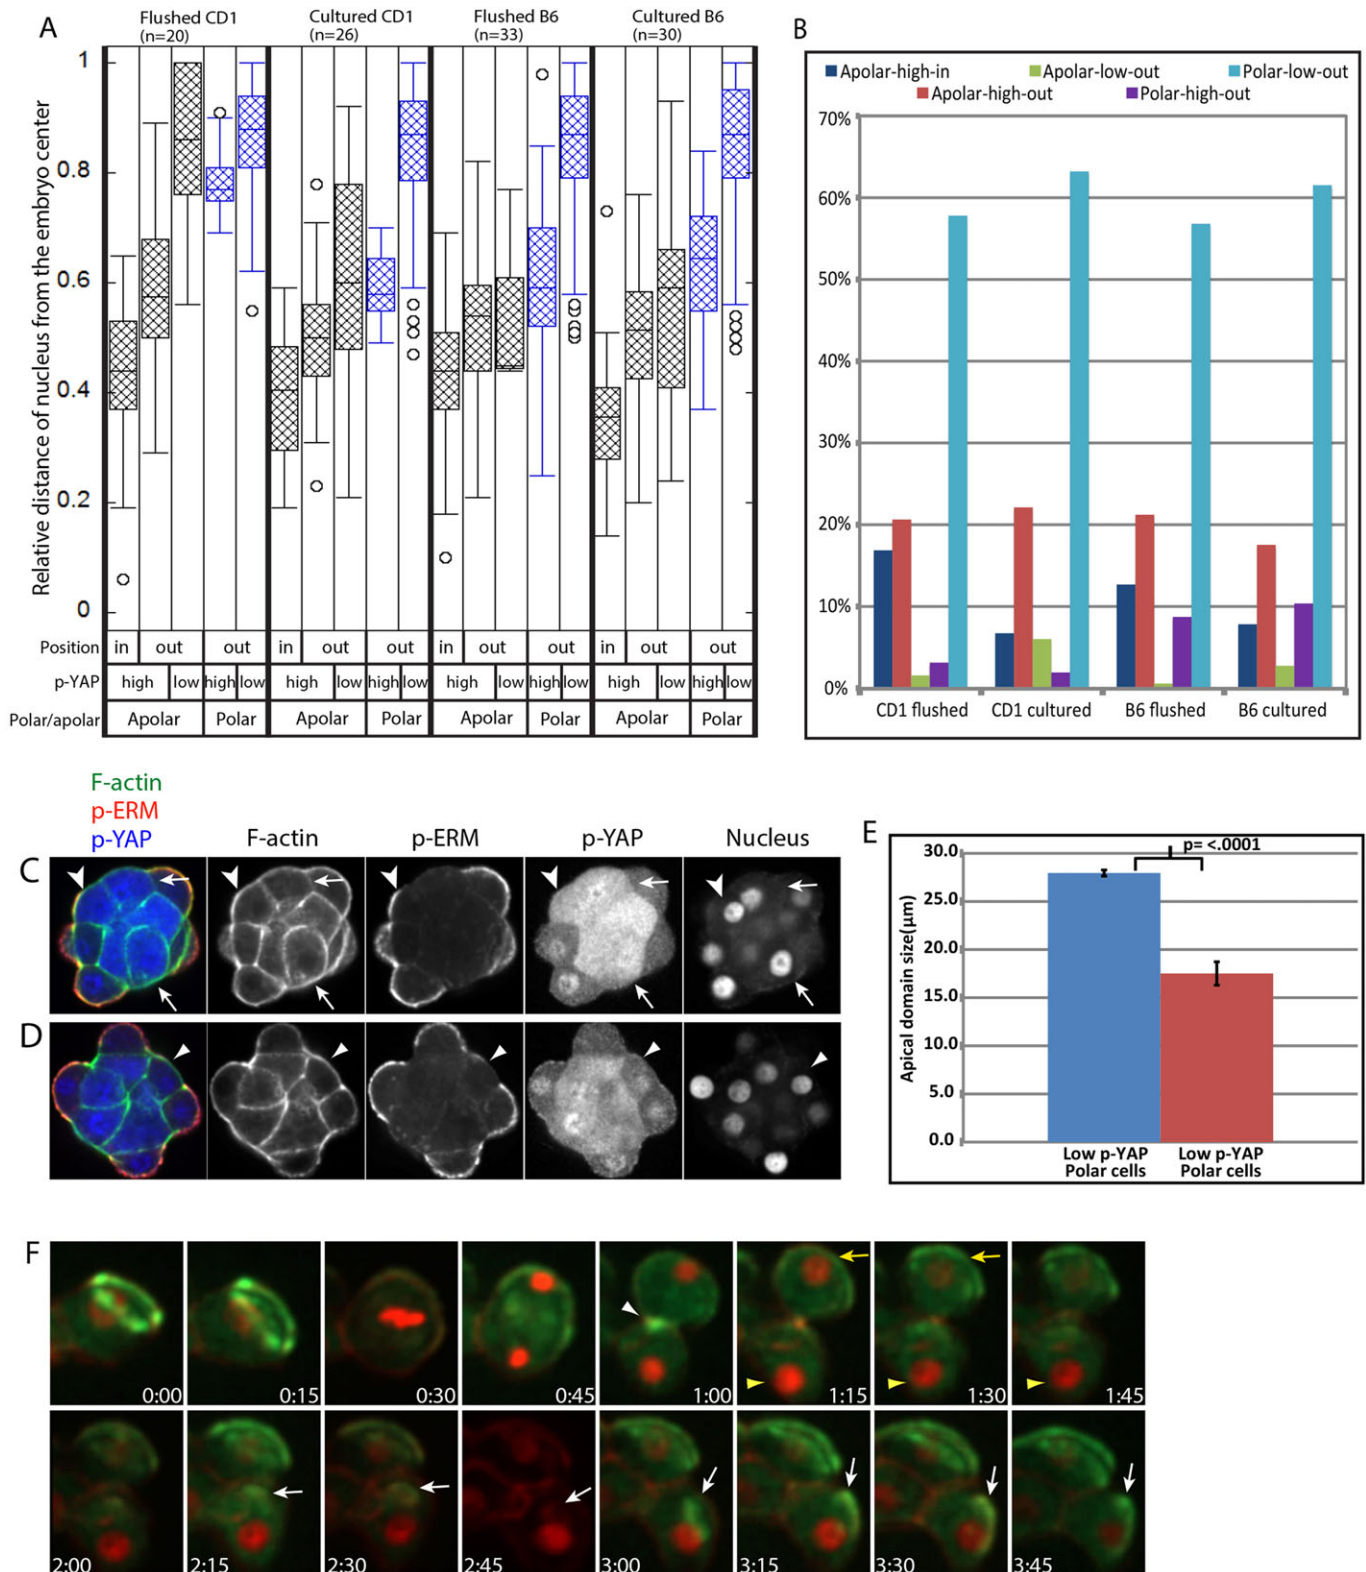 A
Flushed CD1 Cultured CD1 Flushed B6 Cultured B6
(n=20) (n=26) (n=33) (n=30)
Relative distance of nucleus from the embryo center
1
0.8
0.6
0.4
0.2
0
Position in out out in out out in out out in out out
p-YAP high low high low high low high low high low high low high low high low
Polar/apolar Apolar Polar Apolar Polar Apolar Polar Apolar Polar
B
Apolar-high-in Apolar-low-out Polar-low-out
Apolar-high-out Polar-high-out
70%
60%
50%
40%
30%
20%
10%
0%
CD1 flushed CD1 cultured B6 flushed B6 cultured
F-actin
p-ERM
p-YAP F-actin p-ERM p-YAP Nucleus
C
D
E
p= <.0001
Apical domain size(μm)
30.0
25.0
20.0
15.0
10.0
5.0
0.0
Low p-YAP Low p-YAP
Polar cells Polar cells
F
0:00 0:15 0:30 0:45 1:00 1:15 1:30 1:45
2:00 2:15 2:30 2:45 3:00 3:15 3:30 3:45